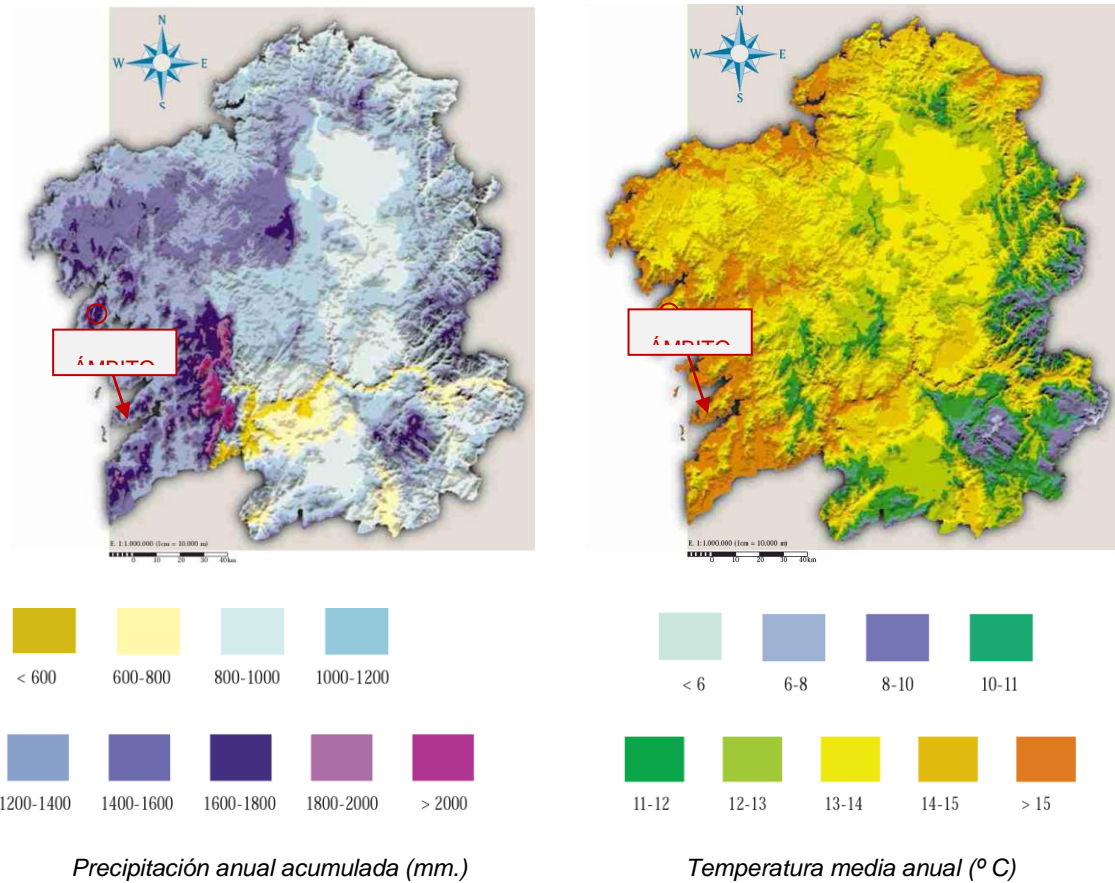 N
W E
S
N
W E
S
ÁMBITO
ÁMBITO
E. 1:1.000.000 (1cm = 10.000 m)
0 10 20 30 40km
E. 1:1.000.000 (1cm = 10.000 m)
0 10 20 30 40km
< 600 600-800 800-1000 1000-1200
1200-1400 1400-1600 1600-1800 1800-2000 > 2000
Precipitación anual acumulada (mm.)
< 6 6-8 8-10 10-11
11-12 12-13 13-14 14-15 > 15
Temperatura media anual (º C)